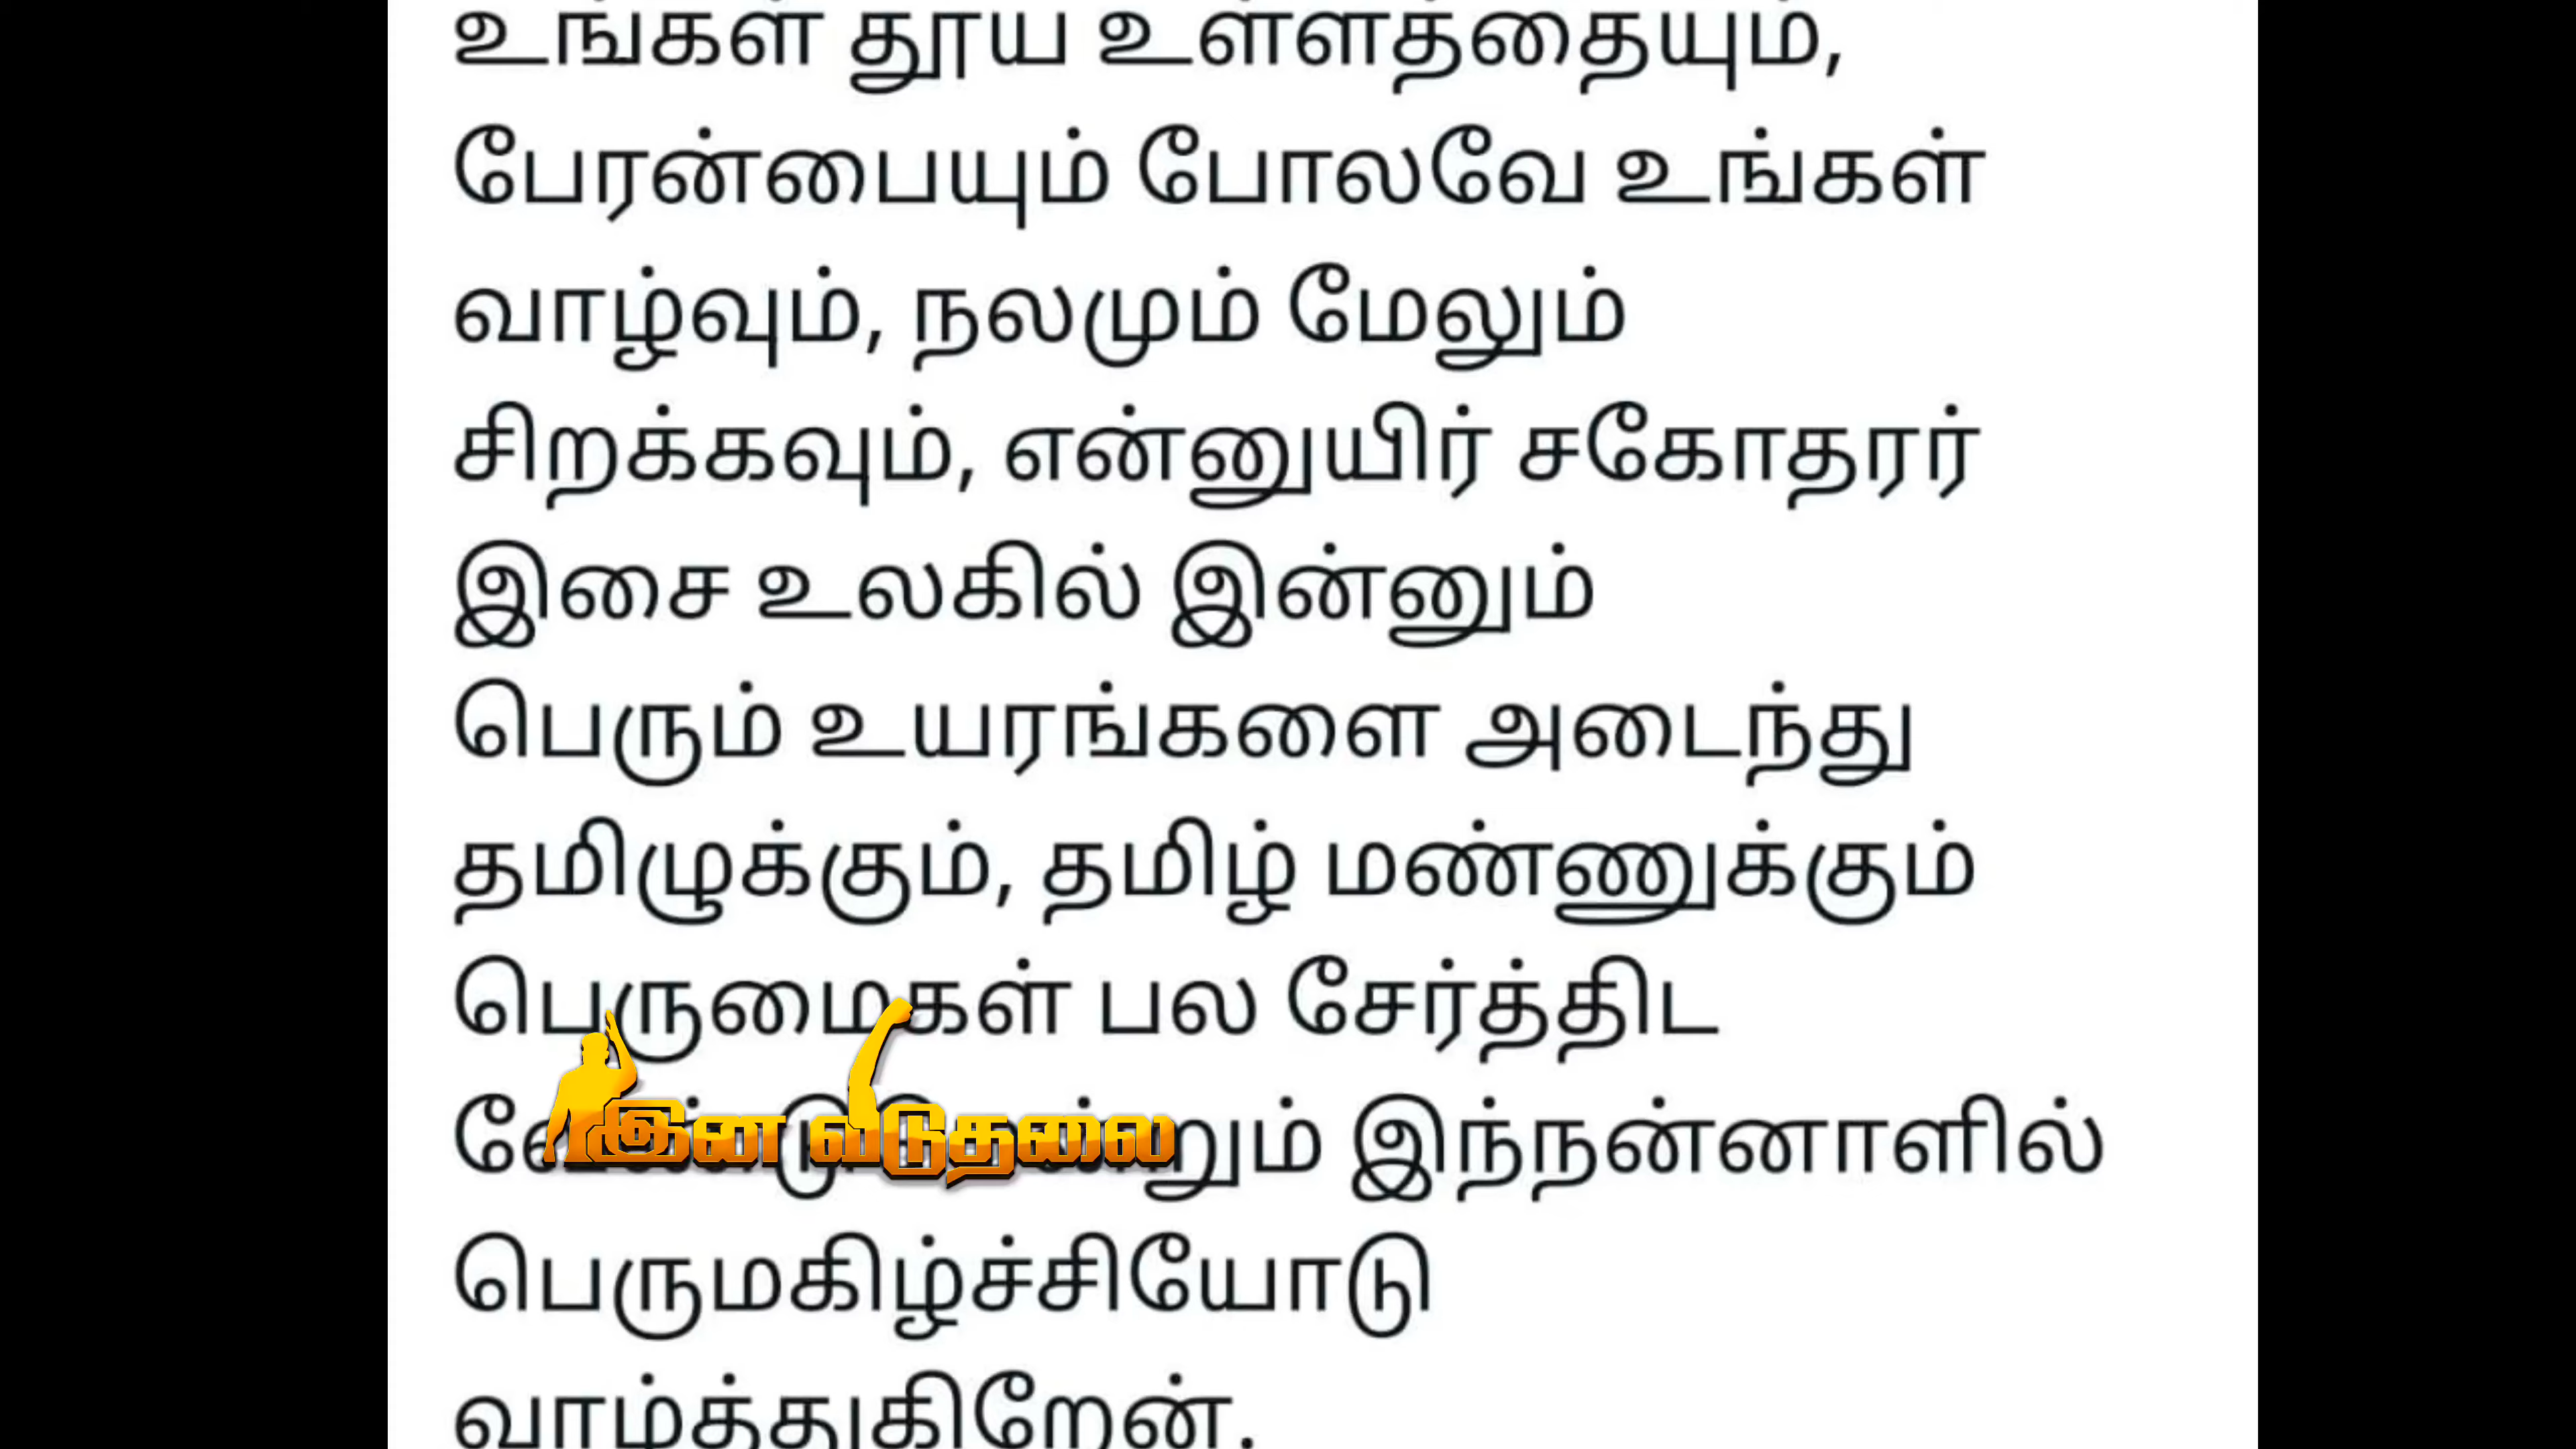 உங்கள் தூய உள்ளத்தையும்,
பேரன்பையும் போலவே உங்கள்
வாழ்வும், நலமும் மேலும்
சிறக்கவும், என்னுயிர் சகோதரர்
இசை உலகில் இன்னும்
பெரும் உயரங்களை அடைந்து
தமிழுக்கும், தமிழ் மண்ணுக்கும்
பெருமைகள் பல சேர்த்திட
இந்நன்னாளில்
இன விடுதலை
பெருமகிழ்ச்சியோடு
வாழ்த்துகிறேன்.